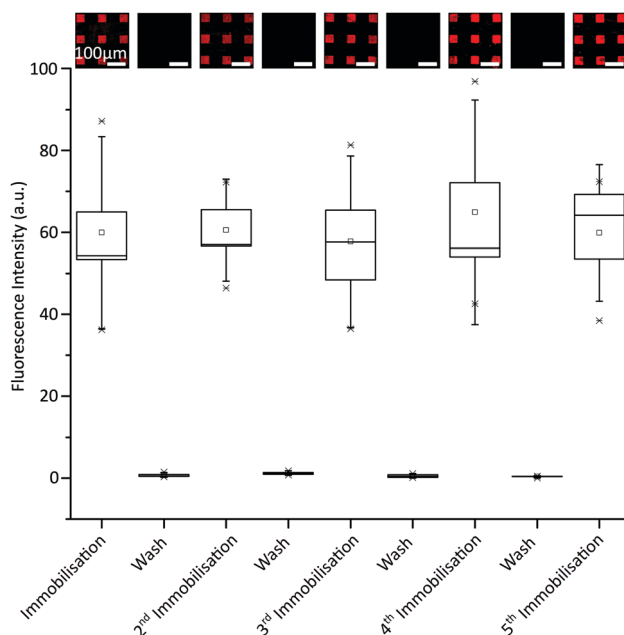 100µm
100
80
60
40
20
0
Fluorescence Intensity (a.u.)
Immobilisation
Wash
2nd Immobilisation
Wash
3rd Immobilisation
Wash
4th Immobilisation
Wash
5th Immobilisation